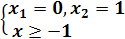 x₁ = 0, x₂ = 1
x ≥ −1